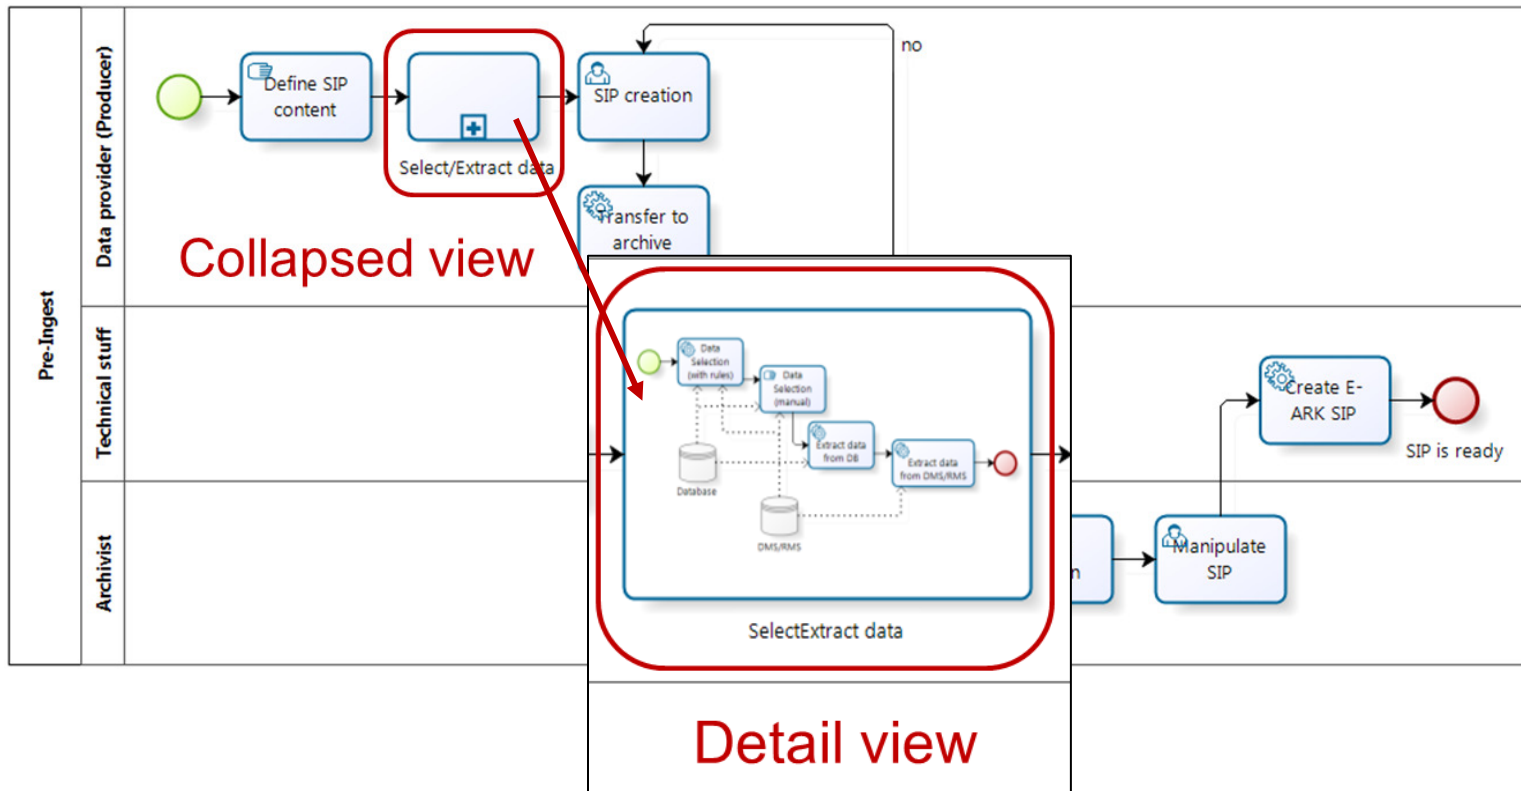 Pre-Ingest
Data provider (Producer)
Define SIP
content
Select/Extract data
SIP creation
no
Transfer to
archive
Collapsed view
Technical stuff
Data
Selection
(with rules)
Data
Selection
(manual)
Extract data
from DB
Extract data
from DMS/RMS
Database
DMS/RMS
SelectExtract data
Create E-
ARK SIP
SIP is ready
Archivist
n
Manipulate
SIP
Detail view